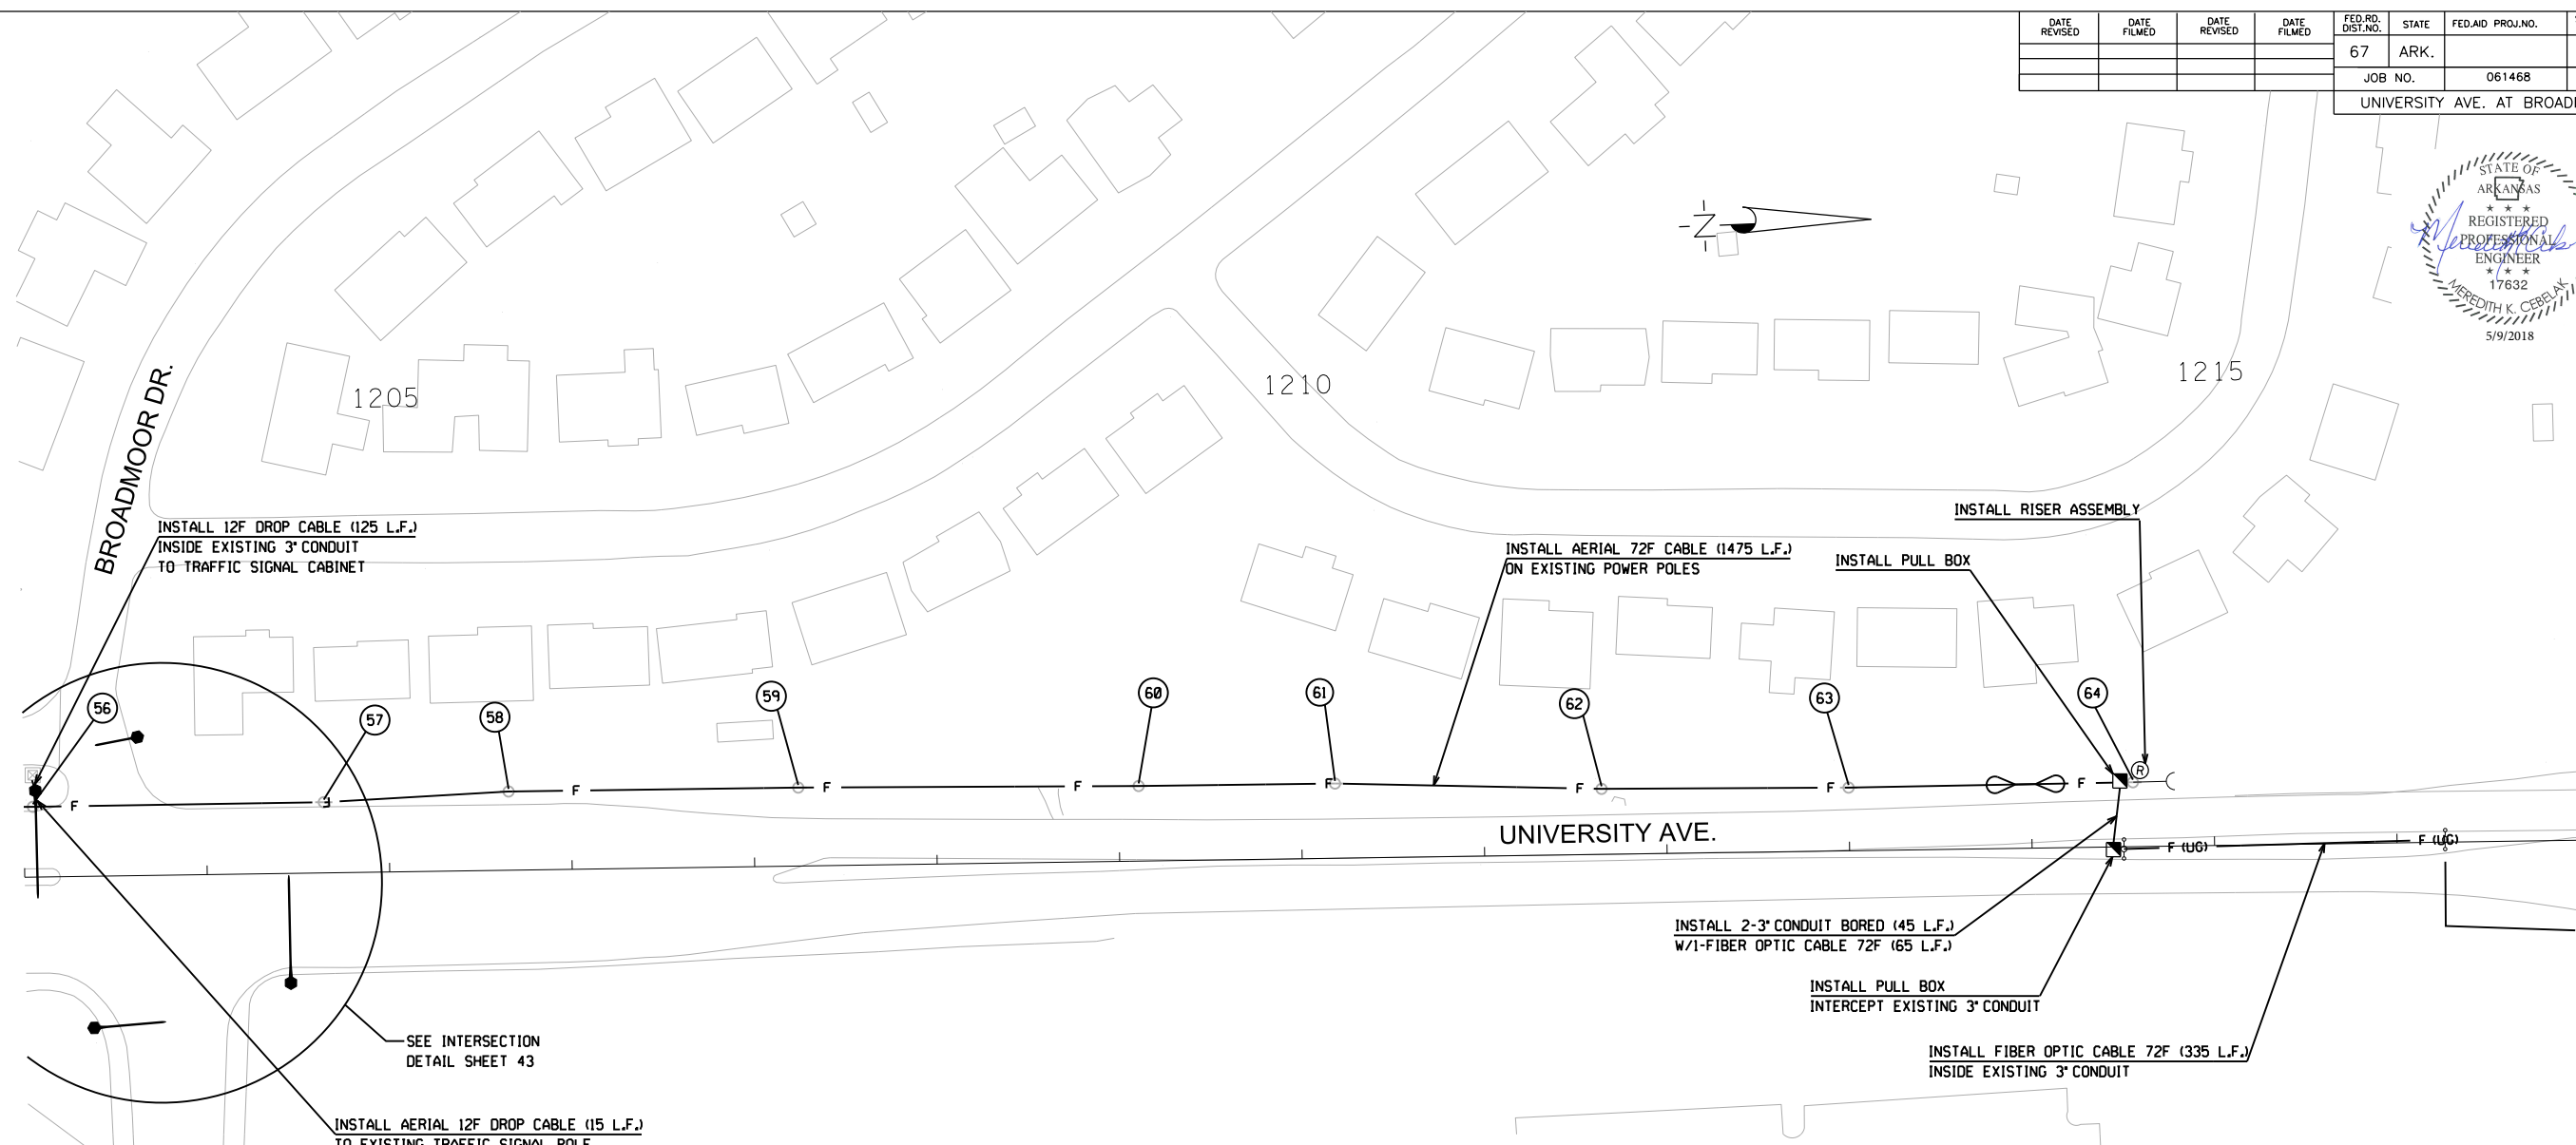 DATE REVISED
DATE FILMED
DATE REVISED
DATE FILMED
FED.RD. DIST.NO.
STATE
FED.AID PROJ.NO.
67
ARK.
JOB NO.
061468
UNIVERSITY AVE. AT BROAD
STATE OF
ARKANSAS
★ ★ ★
REGISTERED
PROFESSIONAL
ENGINEER
★ ★ ★
17632
MEREDITH K. CEBELAK
5/9/2018
N
1205
1210
1215
BROADMOOR DR.
INSTALL 12F DROP CABLE (125 L.F.)
INSIDE EXISTING 3" CONDUIT
TO TRAFFIC SIGNAL CABINET
INSTALL RISER ASSEMBLY
INSTALL AERIAL 72F CABLE (1475 L.F.)
ON EXISTING POWER POLES
INSTALL PULL BOX
56
57
58
59
60
61
62
63
64
R
F
F
F
F
F
F
F
F
F
UNIVERSITY AVE.
F (UG)
F (UG)
INSTALL 2-3" CONDUIT BORED (45 L.F.)
W/1-FIBER OPTIC CABLE 72F (65 L.F.)
INSTALL PULL BOX
INTERCEPT EXISTING 3" CONDUIT
SEE INTERSECTION
DETAIL SHEET 43
INSTALL FIBER OPTIC CABLE 72F (335 L.F.)
INSIDE EXISTING 3" CONDUIT
INSTALL AERIAL 12F DROP CABLE (15 L.F.)
TO EXISTING TRAFFIC SIGNAL POLE